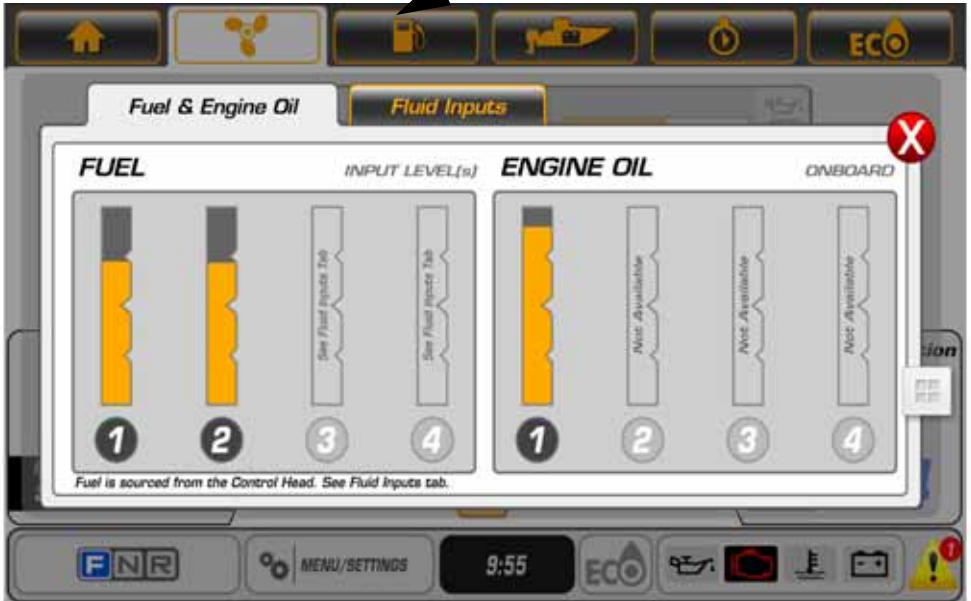 ECO
Fuel & Engine Oil
Fluid Inputs
X
FUEL
INPUT LEVEL(s)
ENGINE OIL
ONBOARD
See Fluid Inputs Tab
See Fluid Inputs Tab
Not Available
Not Available
Not Available
sion
1
2
3
4
1
2
3
4
Fuel is sourced from the Control Head. See Fluid Inputs tab.
F N R
MENU/SETTINGS
9:55
ECO
1